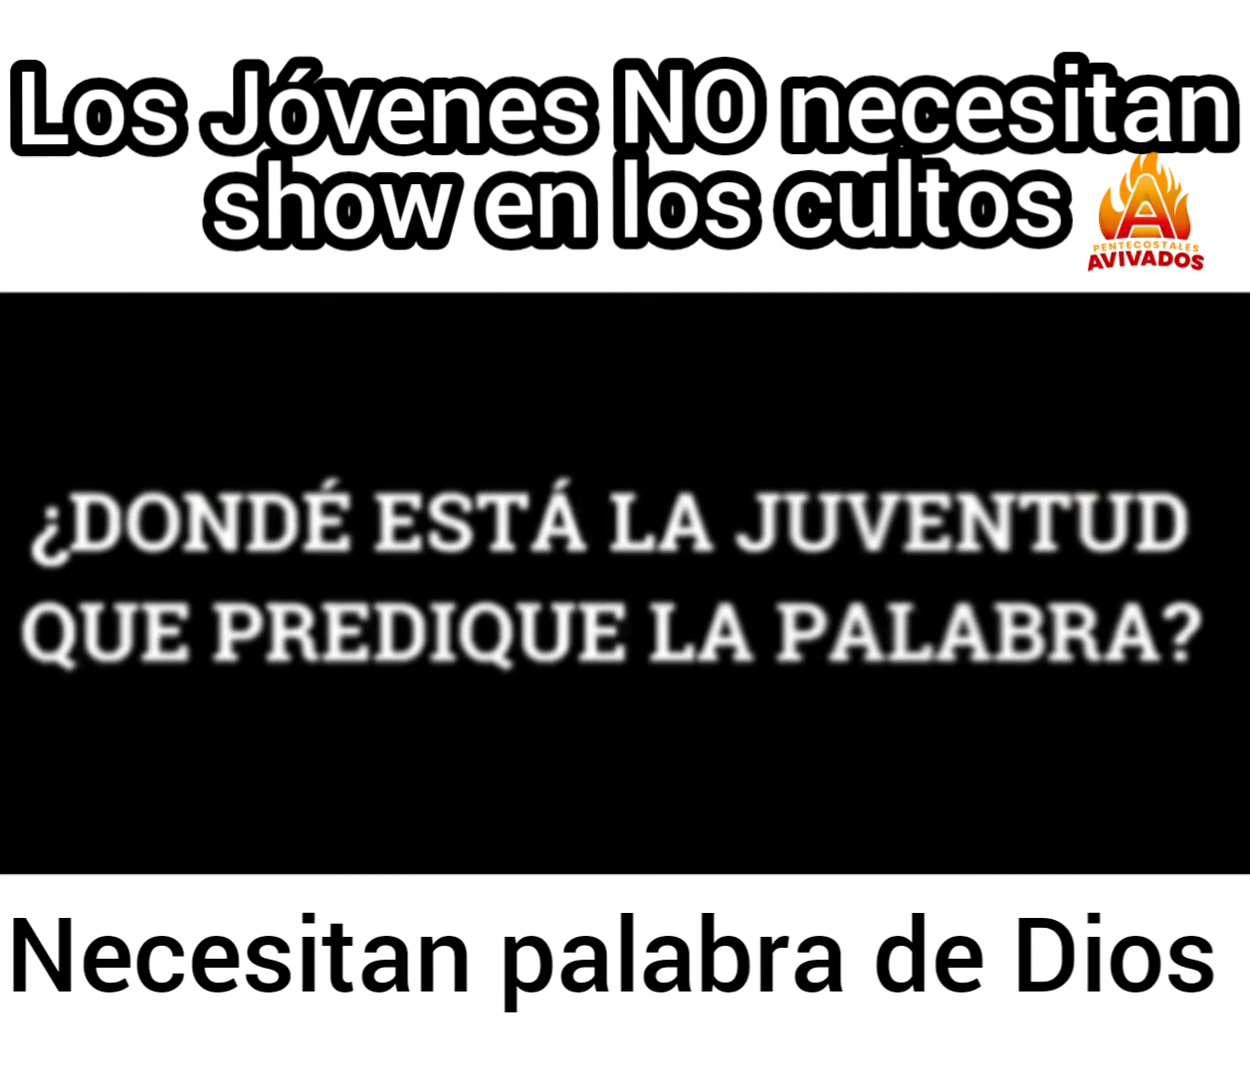 Los Jóvenes NO necesitan
show en los cultos
A
PENTECOSTALES
AVIVADOS
¿DONDÉ ESTÁ LA JUVENTUD
QUE PREDIQUE LA PALABRA?
Necesitan palabra de Dios